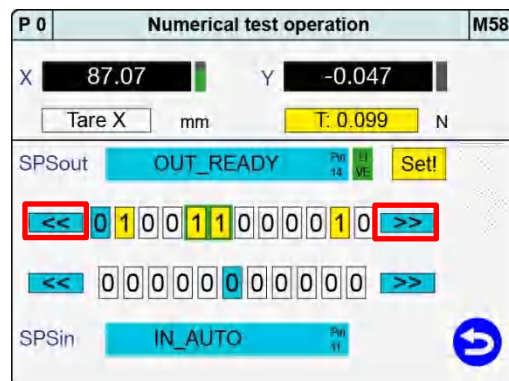 P 0 Numerical test operation M58
X 87.07 Y -0.047
Tare X mm T: 0.099 N
SPSout OUT_READY Pin 14 LI VE Set!
<< 0 1 0 0 1 1 0 0 0 0 1 0 >>
<< 0 0 0 0 0 0 0 0 0 0 0 0 >>
SPSin IN_AUTO Pin 11